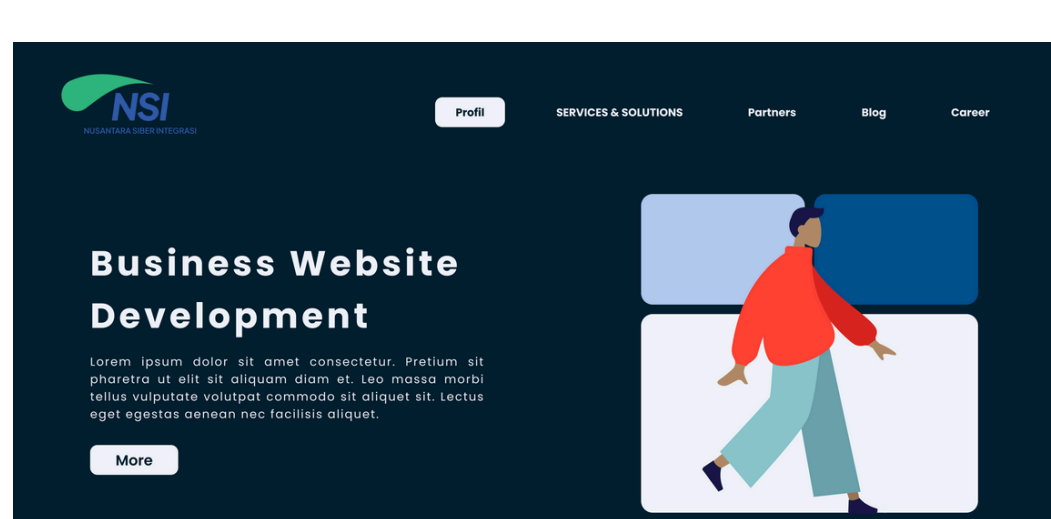 NSI
NUSANTARA SIBER INTEGRASI
Profil
SERVICES & SOLUTIONS
Partners
Blog
Career
Business Website
Development
Lorem ipsum dolor sit amet consectetur. Pretium sit
pharetra ut elit sit aliquam diam et. Leo massa morbi
tellus vulputate volutpat commodo sit aliquet sit. Lectus
eget egestas aenean nec facilisis aliquet.
More